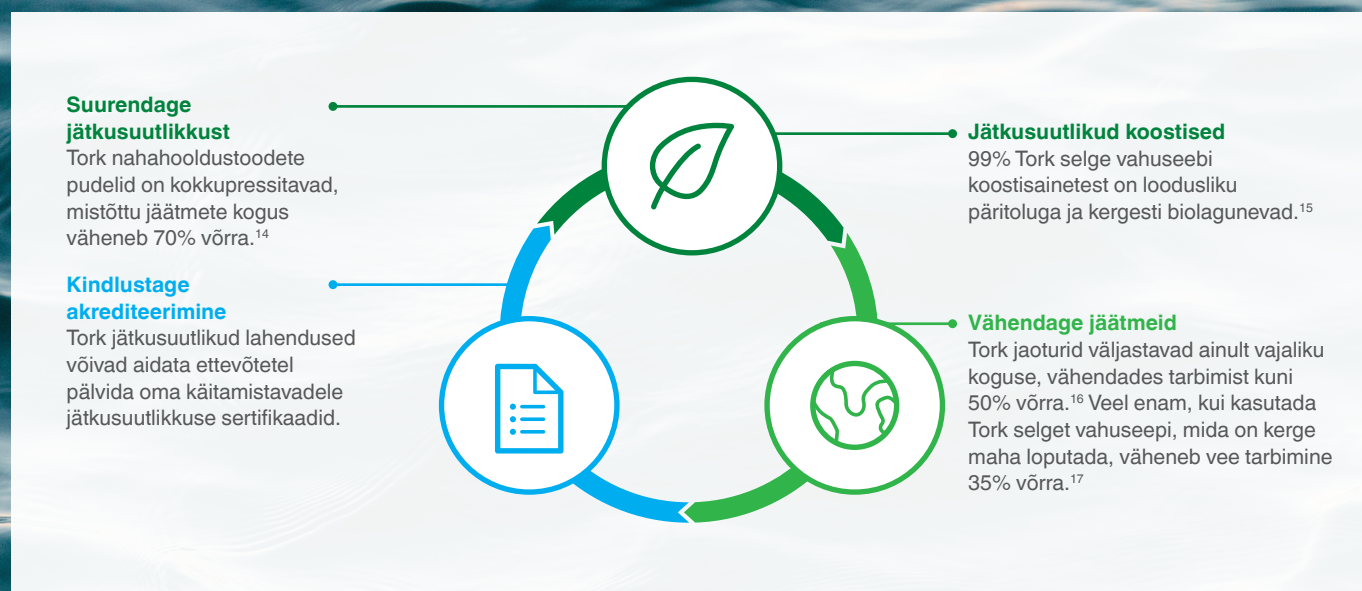 Suurendage
jätkusuutlikkust
Tork nahahooldustoodete
pudelid on kokkupressitavad,
mistõttu jäätmete kogus
väheneb 70% võrra.¹⁴
Kindlustage
akrediteerimine
Tork jätkusuutlikud lahendused
võivad aidata ettevõtetel
pälvida oma käitamistavadele
jätkusuutlikkuse sertifikaadid.
Jätkusuutlikud koostised
99% Tork selge vahuseebi
koostisainetest on loodusliku
päritoluga ja kergesti biolagunevad.¹⁵
Vähendage jäätmeid
Tork jaoturid väljastavad ainult vajaliku
koguse, vähendades tarbimist kuni
50% võrra.¹⁶ Veel enam, kui kasutada
Tork selget vahuseepi, mida on kerge
maha loputada, väheneb vee tarbimine
35% võrra.¹⁷